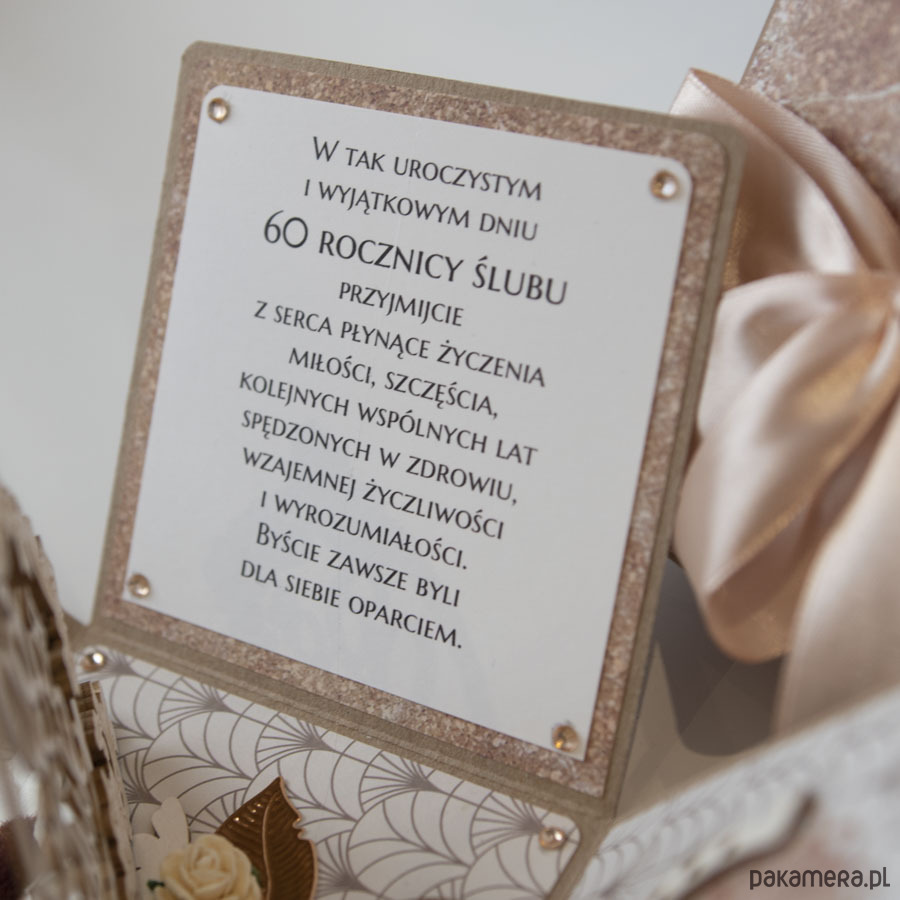 W TAK UROCZYSTYM
I WYJĄTKOWYM DNIU
60 ROCZNICY ŚLUBU
PRZYJMIJCIE
Z SERCA PŁYNĄCE ŻYCZENIA
MIŁOŚCI, SZCZĘŚCIA,
KOLEJNYCH WSPÓLNYCH LAT
SPĘDZONYCH W ZDROWIU,
WZAJEMNEJ ŻYCZLIWOŚCI
I WYROZUMIAŁOŚCI.
BYŚCIE ZAWSZE BYLI
DLA SIEBIE OPARCIEM.
pakamera.pl